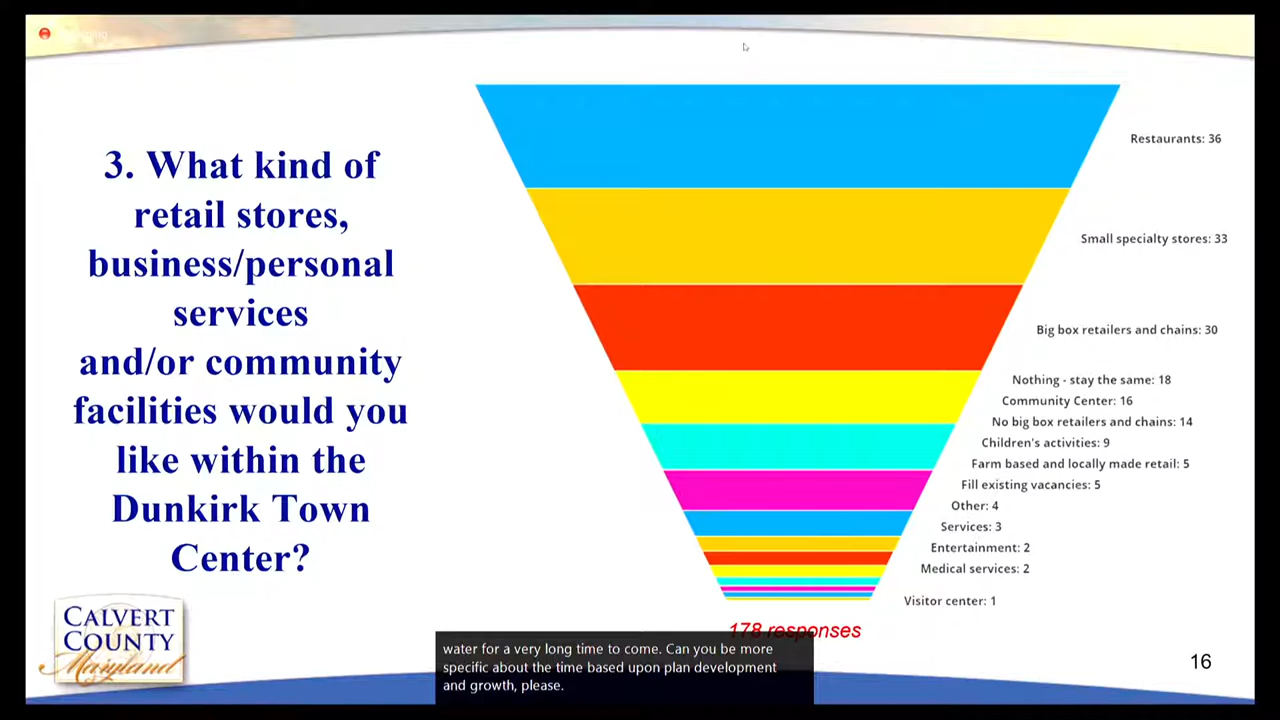 3. What kind of
retail stores,
business/personal
services
and/or community
facilities would you
like within the
Dunkirk Town
Center?
Restaurants: 36
Small specialty stores: 33
Big box retailers and chains: 30
Nothing - stay the same: 18
Community Center: 16
No big box retailers and chains: 14
Children's activities: 9
Farm based and locally made retail: 5
Fill existing vacancies: 5
Other: 4
Services: 3
Entertainment: 2
Medical services: 2
Visitor center: 1
178 responses
CALVERT
COUNTY
Maryland
water for a very long time to come. Can you be more
specific about the time based upon plan development
and growth, please.
16